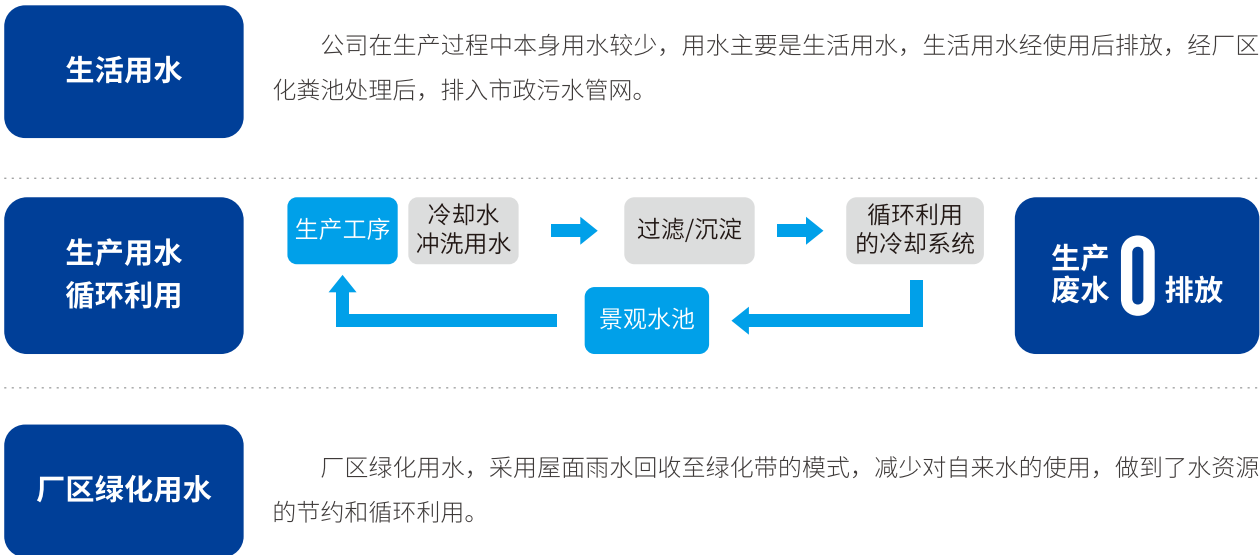 生活用水
公司在生产过程中本身用水较少，用水主要是生活用水，生活用水经使用后排放，经厂区
化粪池处理后，排入市政污水管网。
生产用水
循环利用
生产工序
冷却水
冲洗用水
过滤/沉淀
循环利用
的冷却系统
景观水池
生产
废水
0
排放
厂区绿化用水
厂区绿化用水，采用屋面雨水回收至绿化带的模式，减少对自来水的使用，做到了水资源
的节约和循环利用。